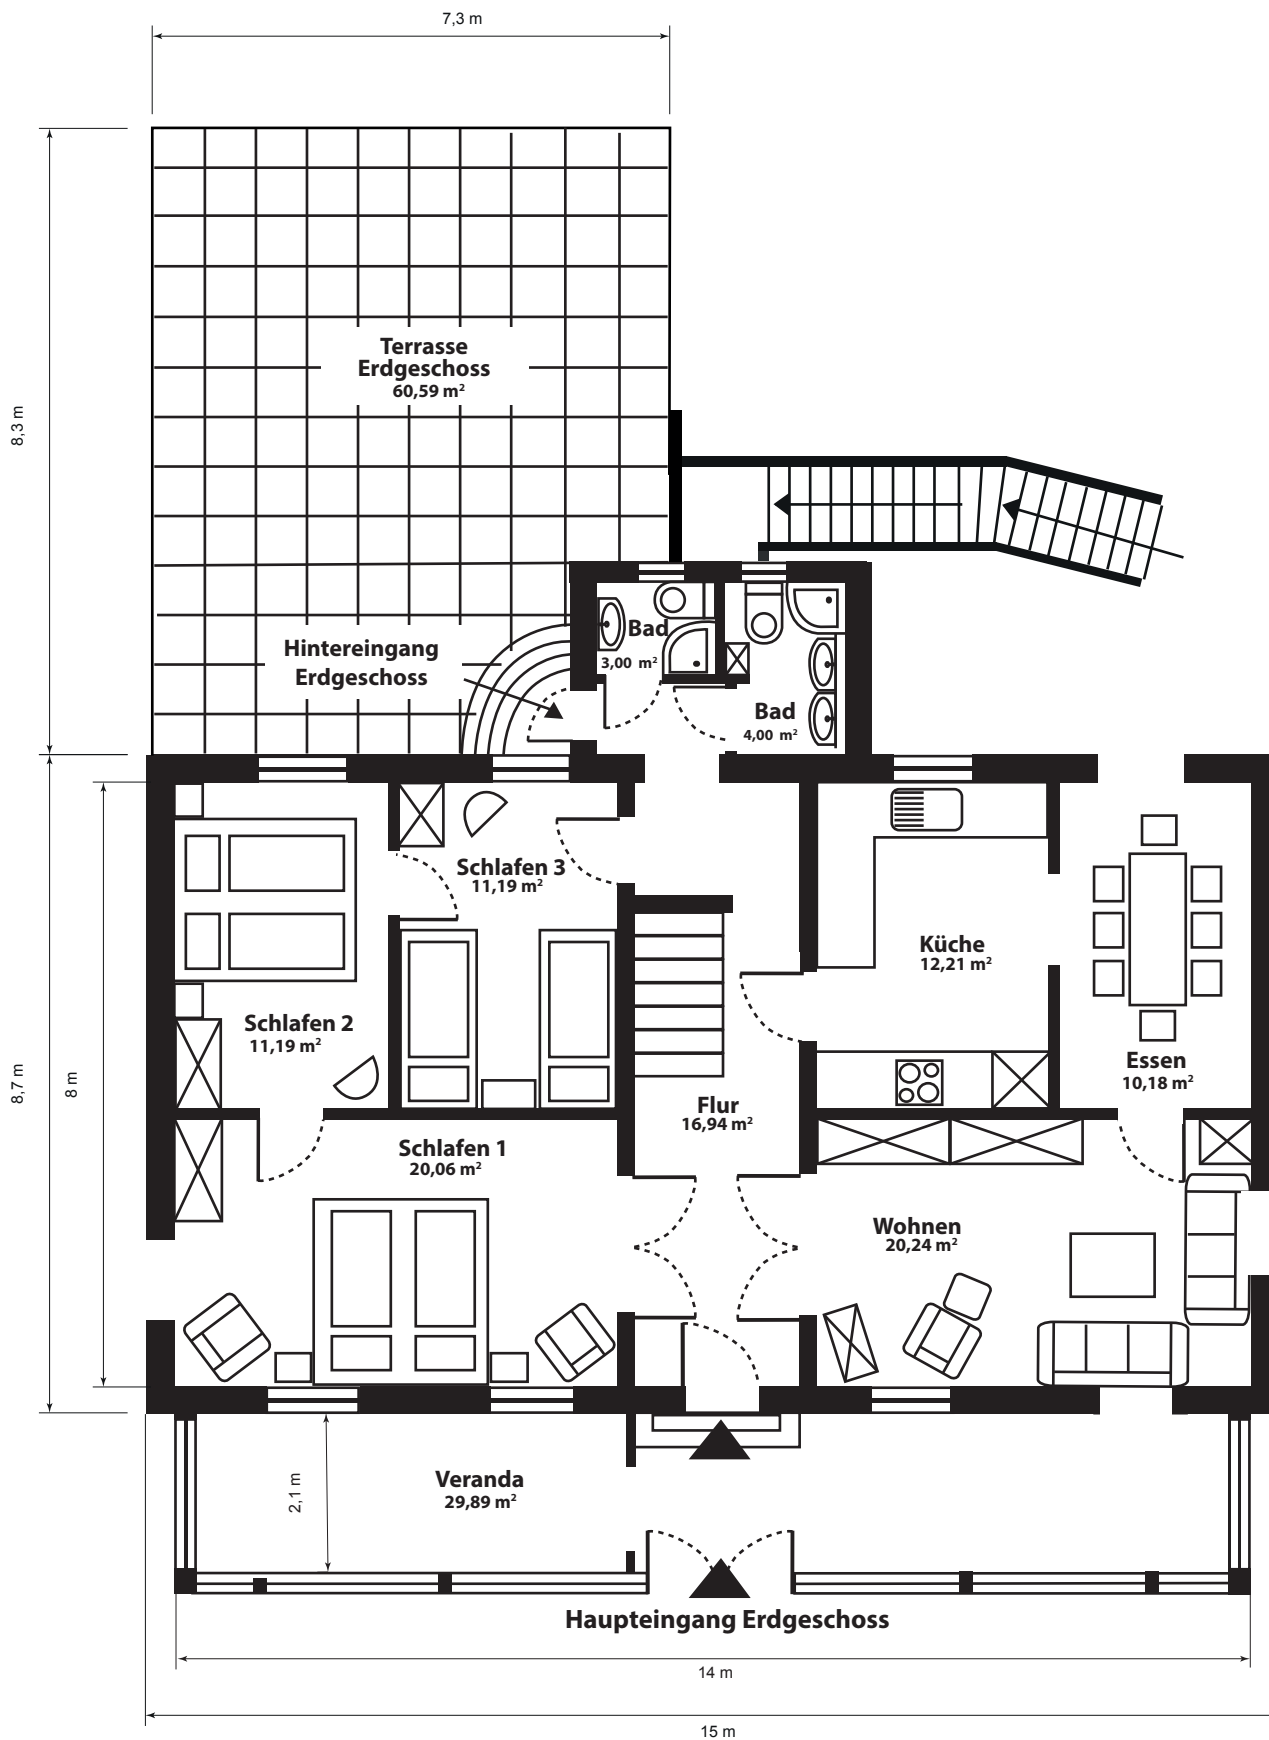 7,3 m
8,3 m
Terrasse
Erdgeschoss
60,59 m²
Hintereingang
Erdgeschoss
Bad
3,00 m²
Bad
4,00 m²
8,7 m
8 m
Schlafen 3
11,19 m²
Schlafen 2
11,19 m²
Küche
12,21 m²
Essen
10,18 m²
Flur
16,94 m²
Schlafen 1
20,06 m²
Wohnen
20,24 m²
Veranda
29,89 m²
2,1 m
Haupteingang Erdgeschoss
14 m
15 m